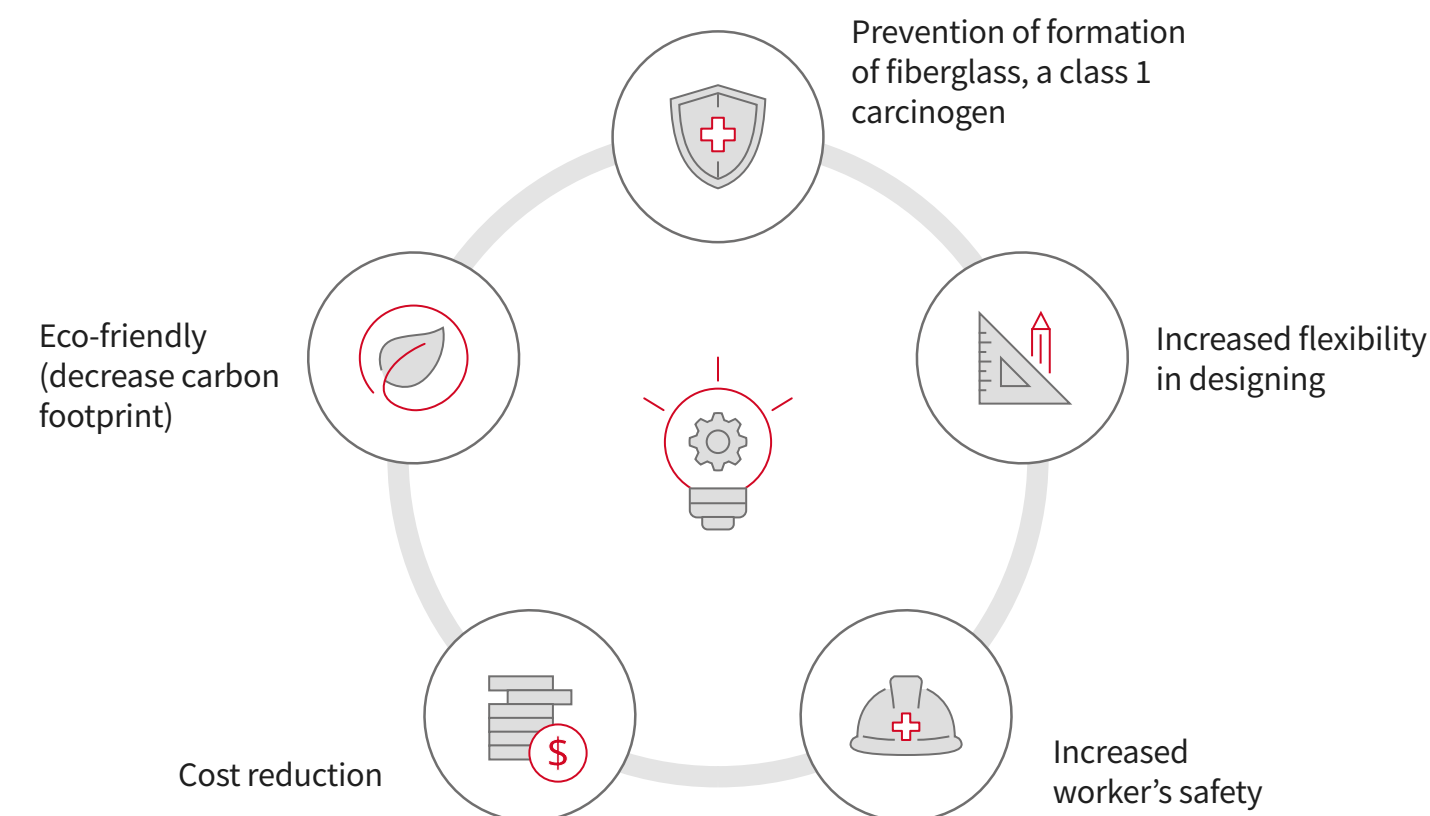 Prevention of formation
of fiberglass, a class 1
carcinogen
Increased flexibility
in designing
Eco-friendly
(decrease carbon
footprint)
$
Cost reduction
Increased
worker’s safety